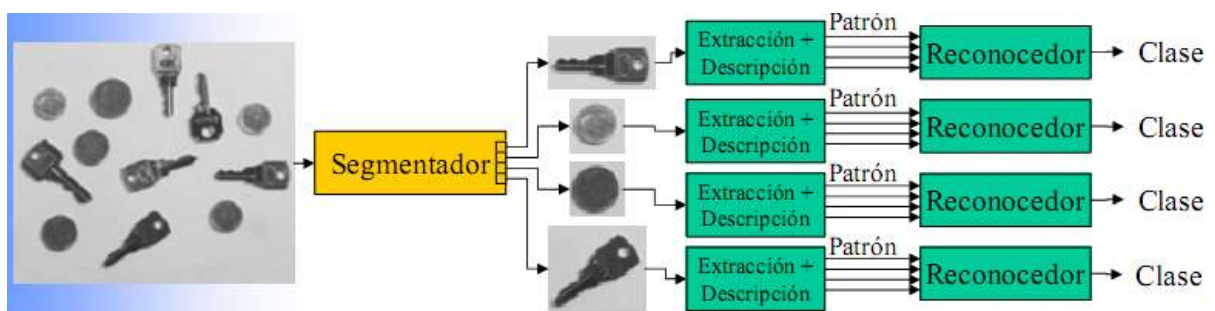 Segmentador
Extracción +
Descripción
Patrón
Reconocedor
Clase
Extracción +
Descripción
Patrón
Reconocedor
Clase
Extracción +
Descripción
Patrón
Reconocedor
Clase
Extracción +
Descripción
Patrón
Reconocedor
Clase